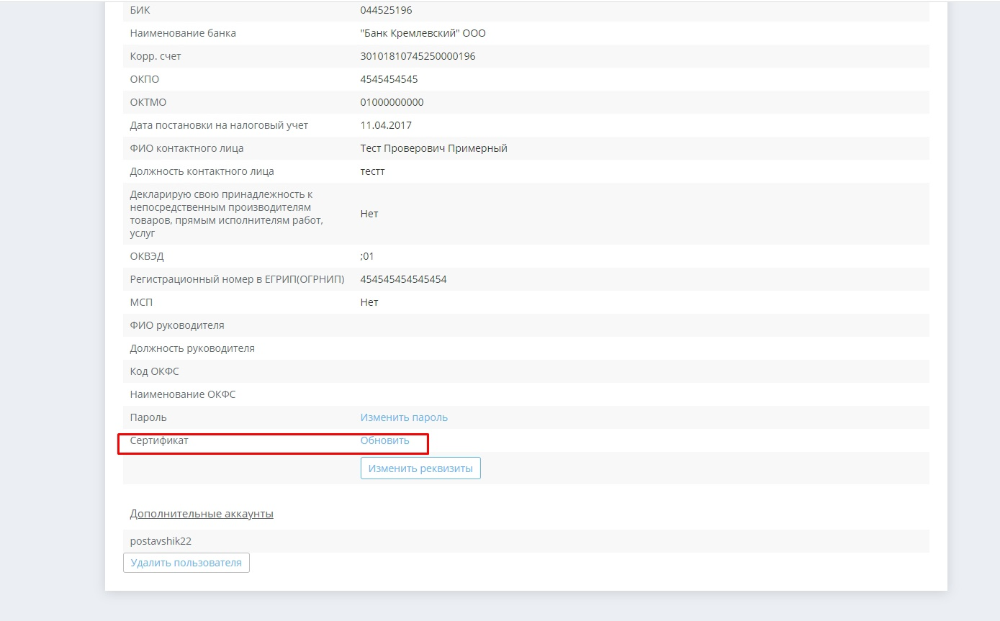 БИК 044525196
Наименование банка "Банк Кремлевский" ООО
Корр. счет 30101810745250000196
ОКПО 4545454545
ОКТМО 01000000000
Дата постановки на налоговый учет 11.04.2017
ФИО контактного лица Тест Проверович Примерный
Должность контактного лица тестт
Декларирую свою принадлежность к
непосредственным производителям
товаров, прямым исполнителям работ,
услуг
Нет
ОКВЭД ;01
Регистрационный номер в ЕГРИП(ОГРНИП) 454545454545454
МСП Нет
ФИО руководителя
Должность руководителя
Код ОКФС
Наименование ОКФС
Пароль Изменить пароль
Сертификат Обновить
Изменить реквизиты
Дополнительные аккаунты
postavshik22
Удалить пользователя